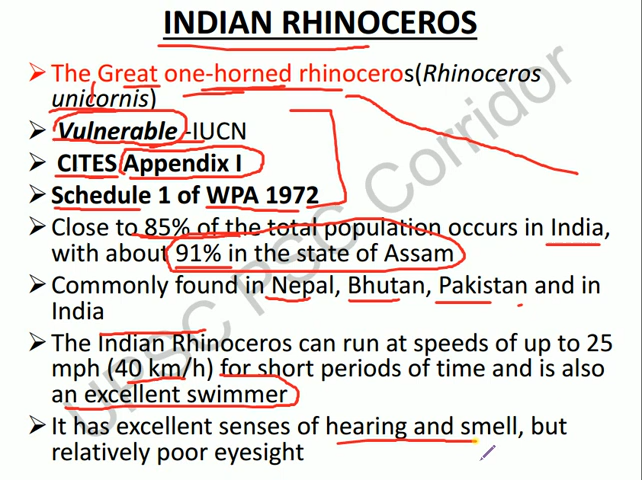 INDIAN RHINOCEROS
➢ The Great one-horned rhinoceros(Rhinoceros
unicornis)
➢ Vulnerable -IUCN
➢ CITES Appendix I
➢ Schedule 1 of WPA 1972
➢ Close to 85% of the total population occurs in India,
with about 91% in the state of Assam
➢ Commonly found in Nepal, Bhutan, Pakistan and in
India
➢ The Indian Rhinoceros can run at speeds of up to 25
mph (40 km/h) for short periods of time and is also
an excellent swimmer
➢ It has excellent senses of hearing and smell, but
relatively poor eyesight
UPSC PSC Corridor